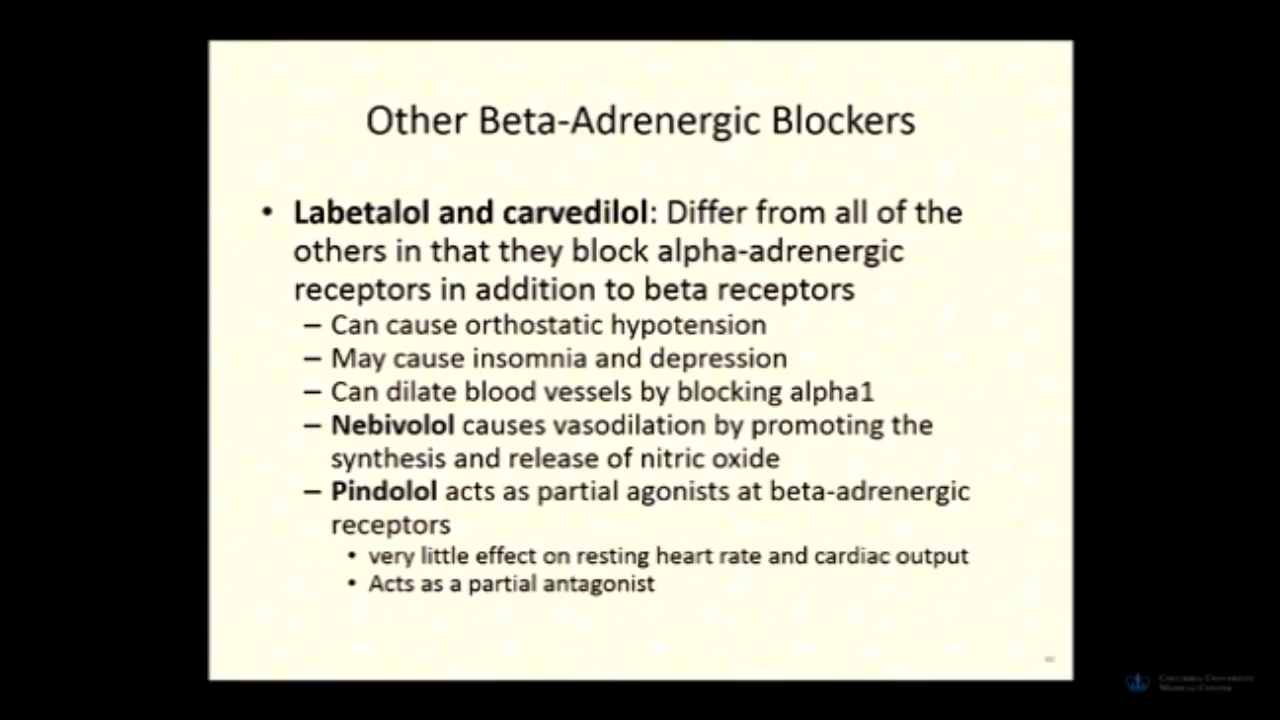 Other Beta-Adrenergic Blockers
• Labetalol and carvedilol: Differ from all of the
others in that they block alpha-adrenergic
receptors in addition to beta receptors
– Can cause orthostatic hypotension
– May cause insomnia and depression
– Can dilate blood vessels by blocking alpha1
– Nebivolol causes vasodilation by promoting the
synthesis and release of nitric oxide
– Pindolol acts as partial agonists at beta-adrenergic
receptors
• very little effect on resting heart rate and cardiac output
• Acts as a partial antagonist
Columbia University
Medical Center